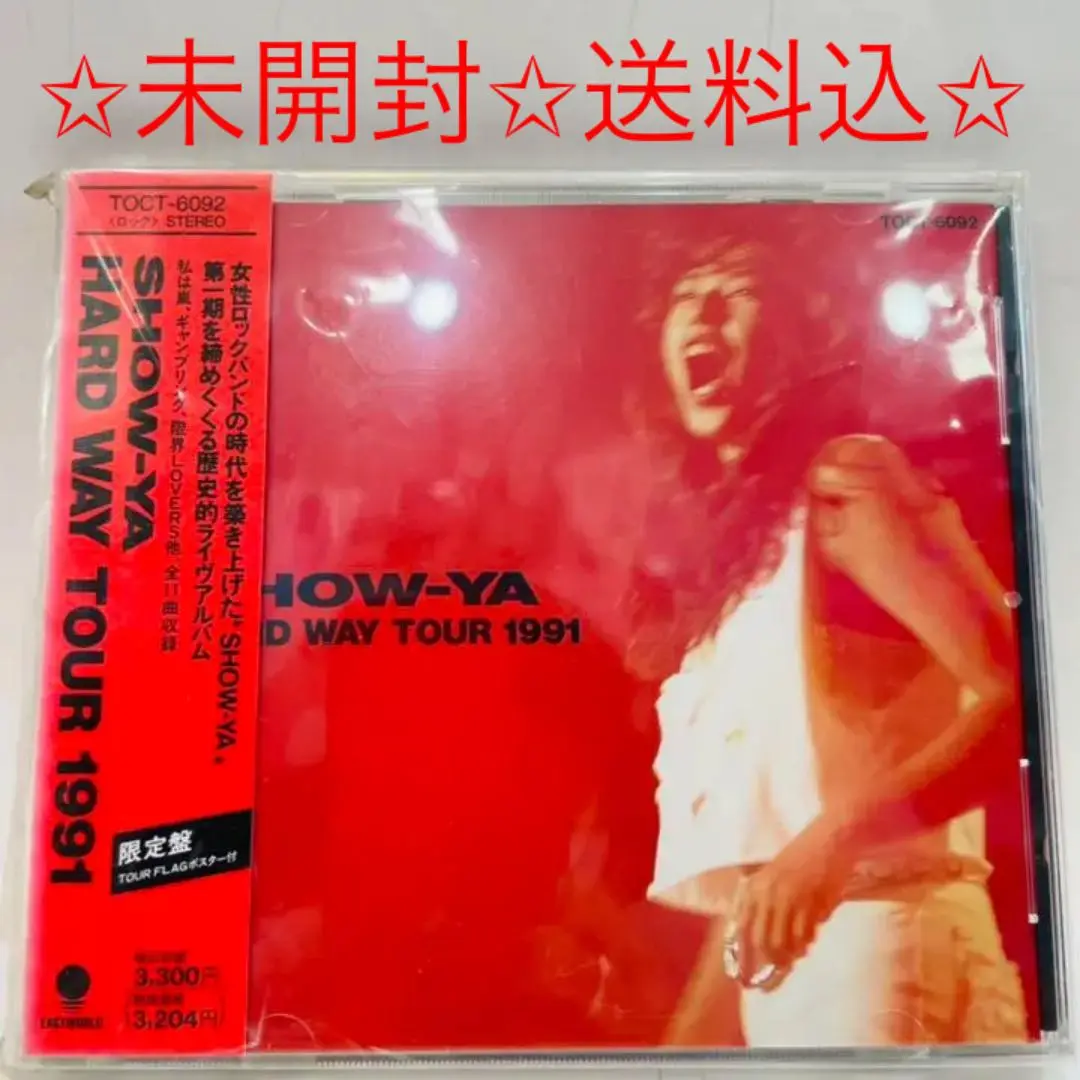 ☆未開封☆送料込☆
TOCT-6092
〈ロック〉 STEREO
SHOW-YA
HARD WAY TOUR 1991
女性ロックバンドの時代を築き上げた“SHOW-YA”
第一期を締めくくる歴史的ライヴアルバム
私は嵐、ギャンブリング、限界LOVERS他、全11曲収録
限定盤
TOUR FLAGポスター付
3,300円
3,204円
EASTWORLD
TOCT-6092
HOW-YA
RD WAY TOUR 1991